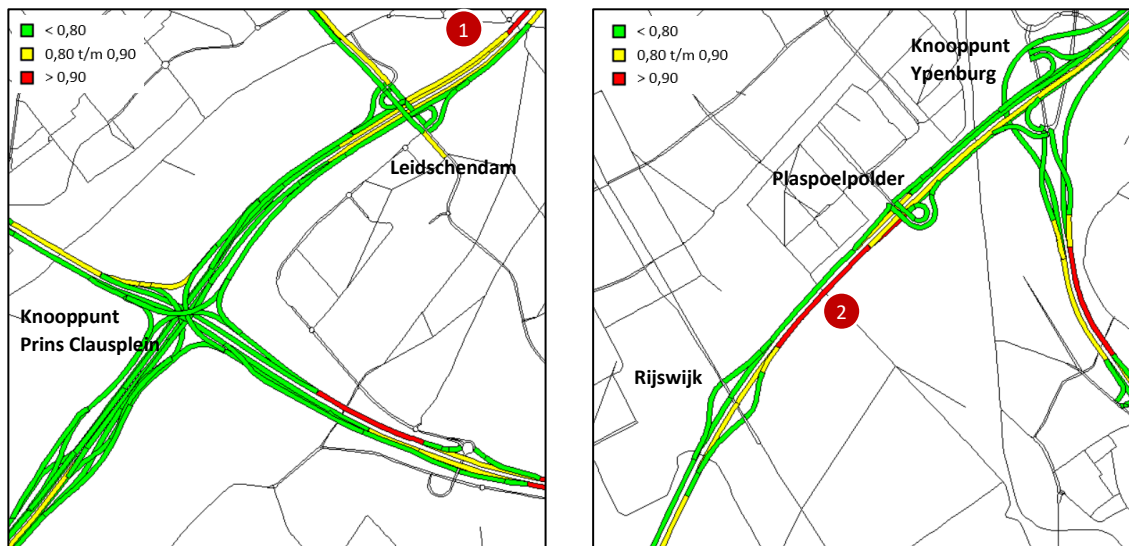 < 0,80
0,80 t/m 0,90
> 0,90
1
Leidschendam
Knooppunt
Prins Clausplein
< 0,80
0,80 t/m 0,90
> 0,90
Knooppunt
Ypenburg
Plaspoelpolder
2
Rijswijk